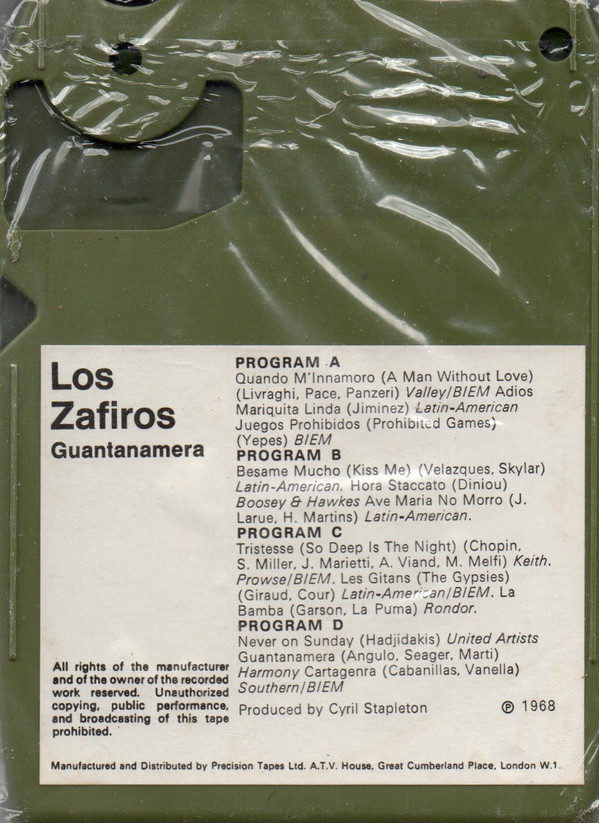 Los
Zafiros
Guantanamera
PROGRAM A
Quando M'Innamoro (A Man Without Love)
(Livraghi, Pace, Panzeri) Valley/BIEM Adios
Mariquita Linda (Jiminez) Latin-American
Juegos Prohibidos (Prohibited Games)
(Yepes) BIEM
PROGRAM B
Besame Mucho (Kiss Me) (Velazques, Skylar)
Latin-American. Hora Staccato (Diniou)
Boosey & Hawkes Ave Maria No Morro (J.
Larue, H. Martins) Latin-American.
PROGRAM C
Tristesse (So Deep Is The Night) (Chopin,
S. Miller, J. Marietti, A. Viand, M. Melfi) Keith.
Prowse/BIEM. Les Gitans (The Gypsies)
(Giraud, Cour) Latin-American/BIEM. La
Bamba (Garson, La Puma) Rondor.
PROGRAM D
Never on Sunday (Hadjidakis) United Artists
Guantanamera (Angulo, Seager, Marti)
Harmony Cartagenra (Cabanillas, Vanella)
Southern/BIEM
Produced by Cyril Stapleton ℗ 1968
All rights of the manufacturer
and of the owner of the recorded
work reserved. Unauthorized
copying, public performance,
and broadcasting of this tape
prohibited.
Manufactured and Distributed by Precision Tapes Ltd. A.T.V. House, Great Cumberland Place, London W.1.